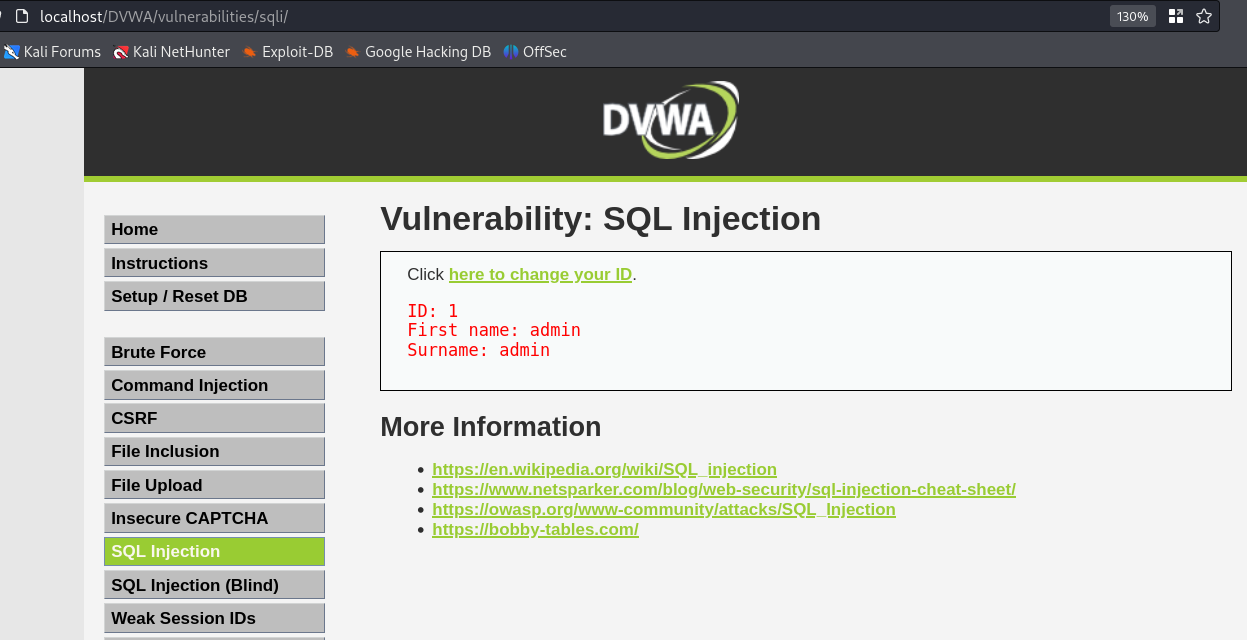 localhost/DVWA/vulnerabilities/sqli/ 130%
Kali Forums Kali NetHunter Exploit-DB Google Hacking DB OffSec
DVWA
Home
Instructions
Setup / Reset DB
Brute Force
Command Injection
CSRF
File Inclusion
File Upload
Insecure CAPTCHA
SQL Injection
SQL Injection (Blind)
Weak Session IDs
Vulnerability: SQL Injection
Click here to change your ID.
ID: 1
First name: admin
Surname: admin
More Information
https://en.wikipedia.org/wiki/SQL_injection
https://www.netsparker.com/blog/web-security/sql-injection-cheat-sheet/
https://owasp.org/www-community/attacks/SQL_Injection
https://bobby-tables.com/